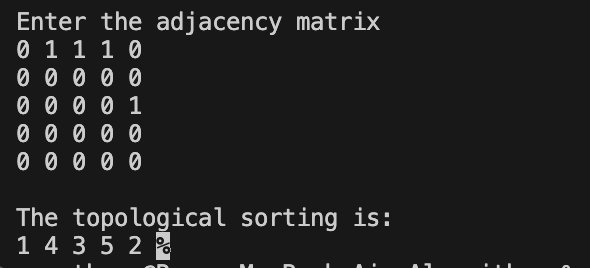 Enter the adjacency matrix
0 1 1 1 0
0 0 0 0 0
0 0 0 0 1
0 0 0 0 0
0 0 0 0 0
The topological sorting is:
1 4 3 5 2 %